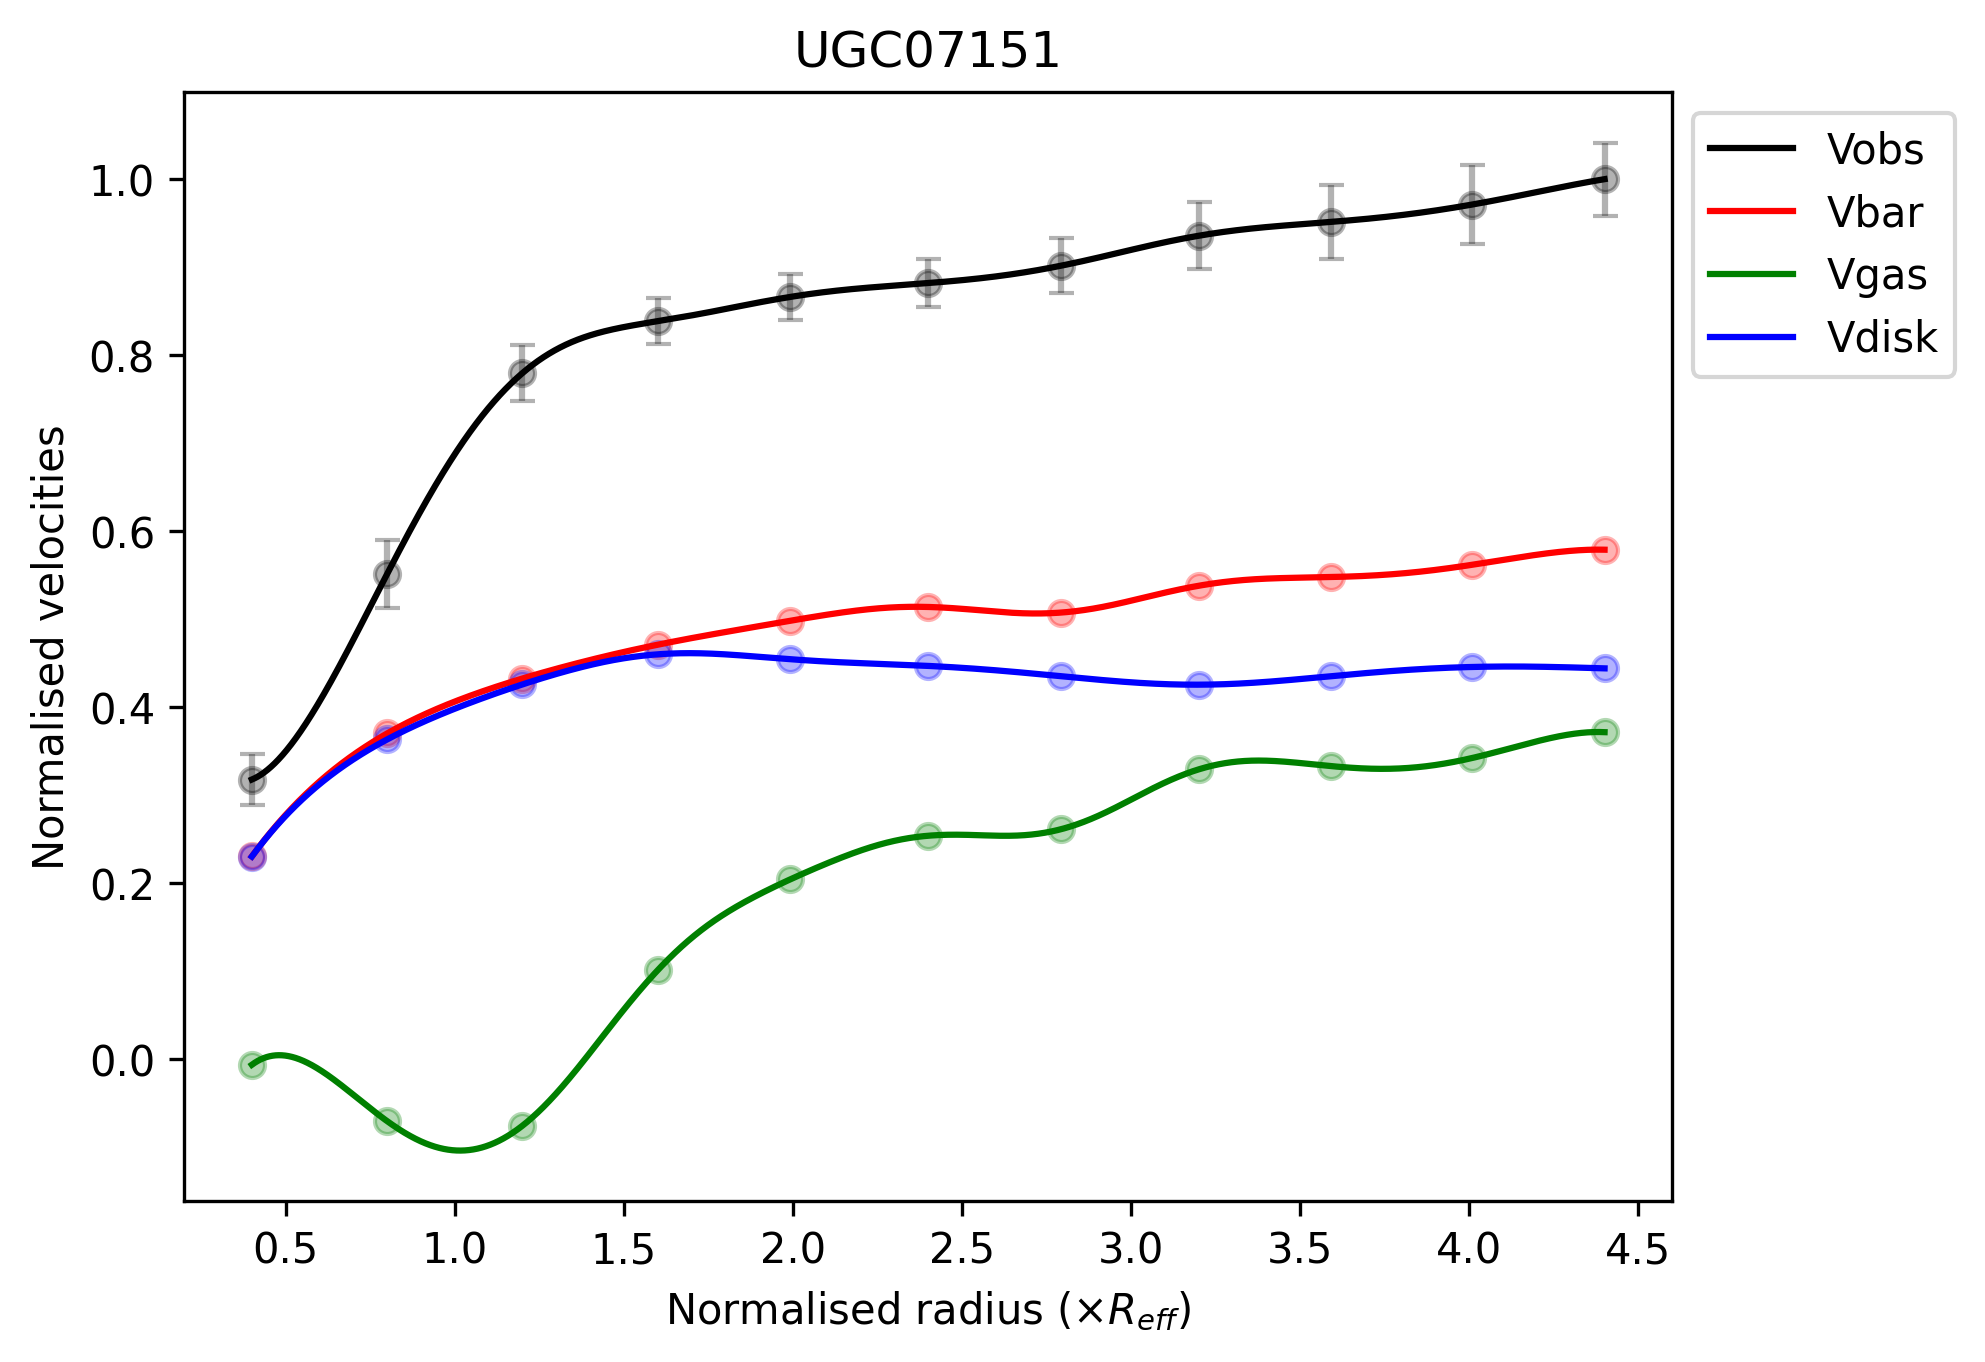 UGC07151
Vobs
Vbar
Vgas
Vdisk
1.0
0.8
0.6
0.4
0.2
0.0
Normalised velocities
0.5 1.0 1.5 2.0 2.5 3.0 3.5 4.0 4.5
Normalised radius (×R_eff)